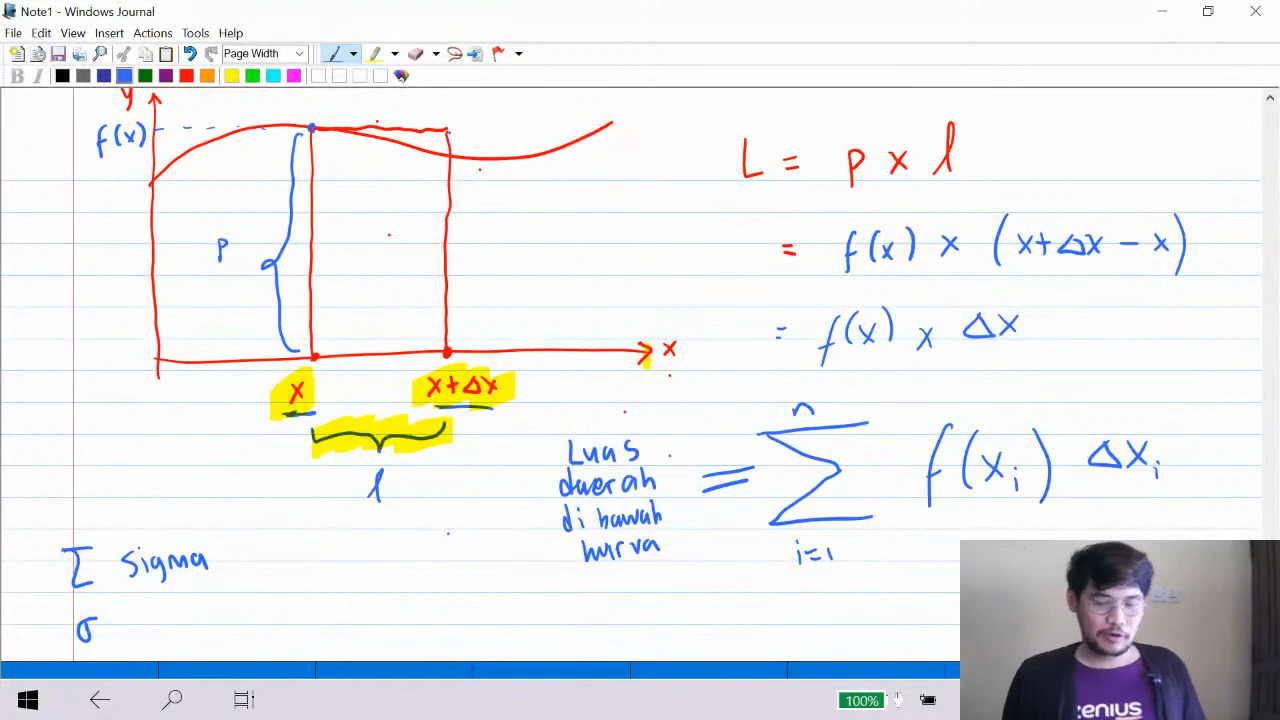 Note1 - Windows Journal
File Edit View Insert Actions Tools Help
Page Width
B I
y
f(x)
p
x
x x+Δx
l
L = p x l
= f(x) x (x+Δx - x)
= f(x) x Δx
Luas
daerah
di bawah
kurva
= n ∑ i=1 f(xᵢ) Δxᵢ
Σ sigma
σ
zenius
100%